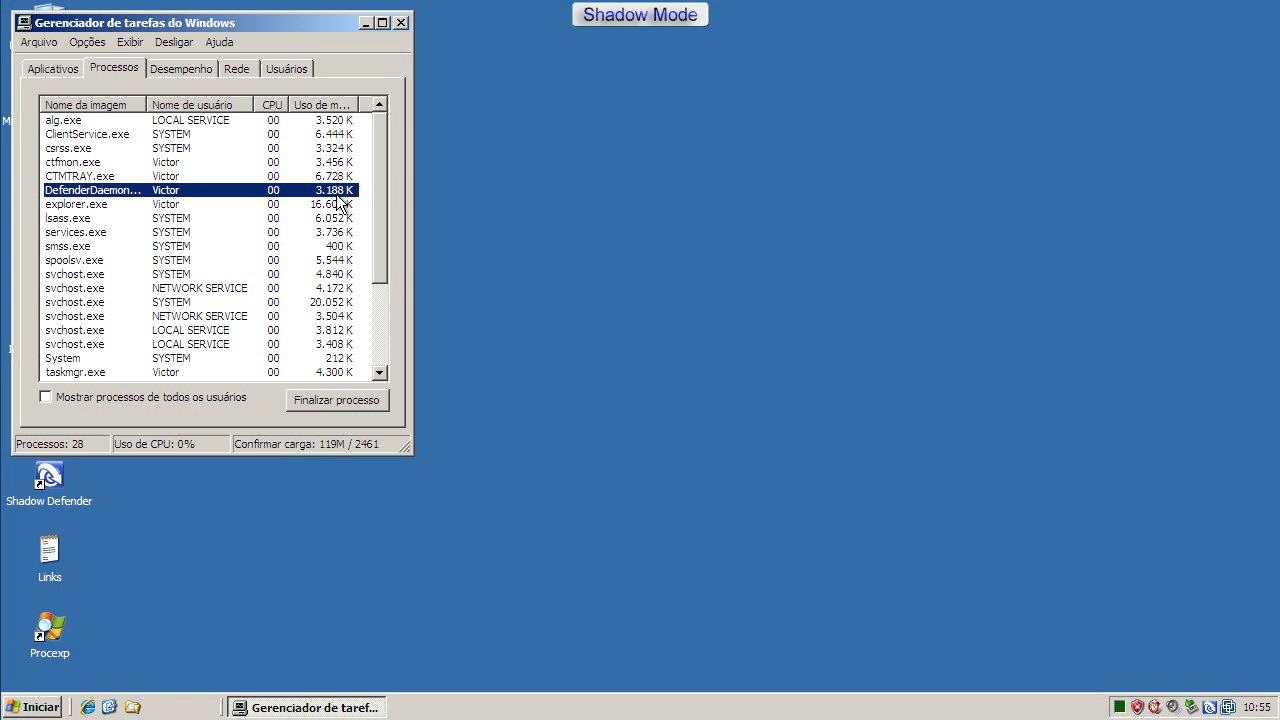 Shadow Mode
Gerenciador de tarefas do Windows
Arquivo Opções Exibir Desligar Ajuda
Aplicativos Processos Desempenho Rede Usuários
Nome da imagem Nome de usuário CPU Uso de m...
alg.exe LOCAL SERVICE 00 3.520 K
ClientService.exe SYSTEM 00 6.444 K
csrss.exe SYSTEM 00 3.324 K
ctfmon.exe Victor 00 3.456 K
CTMTRAY.exe Victor 00 6.728 K
DefenderDaemon... Victor 00 3.188 K
explorer.exe Victor 00 K
lsass.exe SYSTEM 00 6.052 K
services.exe SYSTEM 00 3.736 K
smss.exe SYSTEM 00 400 K
spoolsv.exe SYSTEM 00 5.544 K
svchost.exe SYSTEM 00 4.840 K
svchost.exe NETWORK SERVICE 00 4.172 K
svchost.exe SYSTEM 00 20.052 K
svchost.exe NETWORK SERVICE 00 3.504 K
svchost.exe LOCAL SERVICE 00 3.812 K
svchost.exe LOCAL SERVICE 00 3.408 K
System SYSTEM 00 212 K
taskmgr.exe Victor 00 4.300 K
Mostrar processos de todos os usuários Finalizar processo
Processos: 28 Uso de CPU: 0% Confirmar carga: 119M / 2461
Shadow Defender
Links
Procexp
Iniciar Gerenciador de taref... 10:55